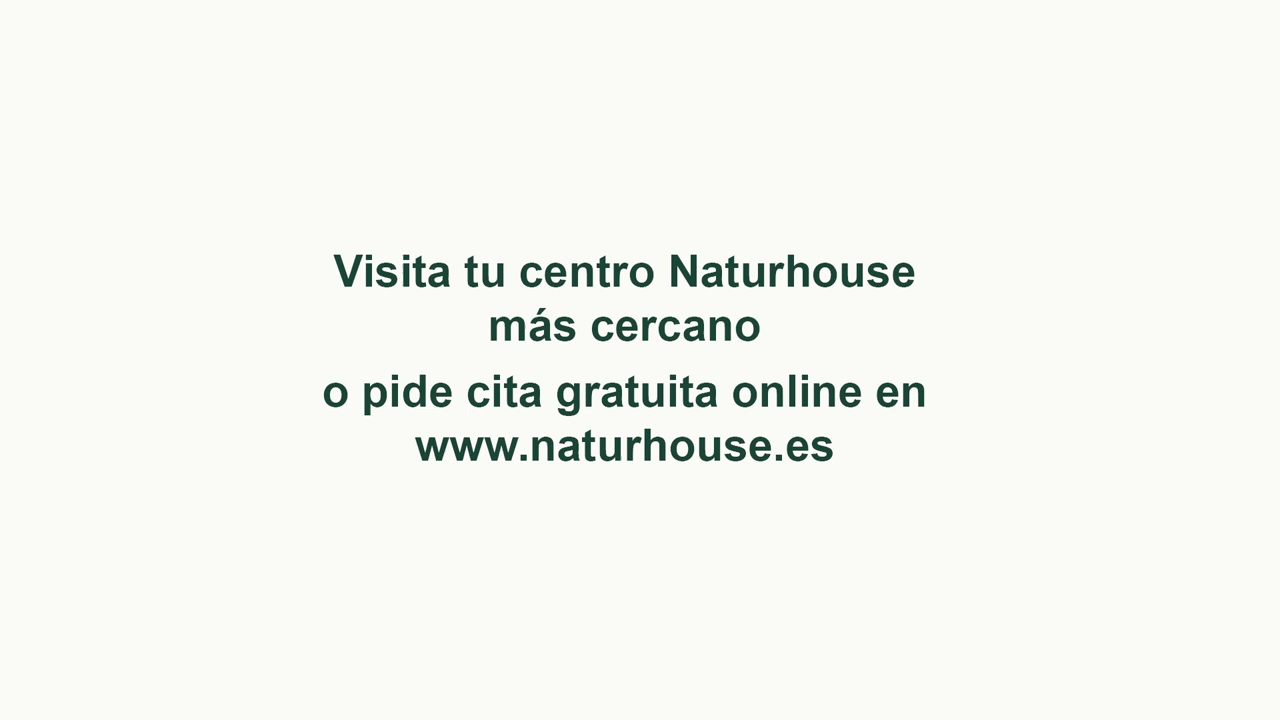 Visita tu centro Naturhouse
más cercano
o pide cita gratuita online en
www.naturhouse.es